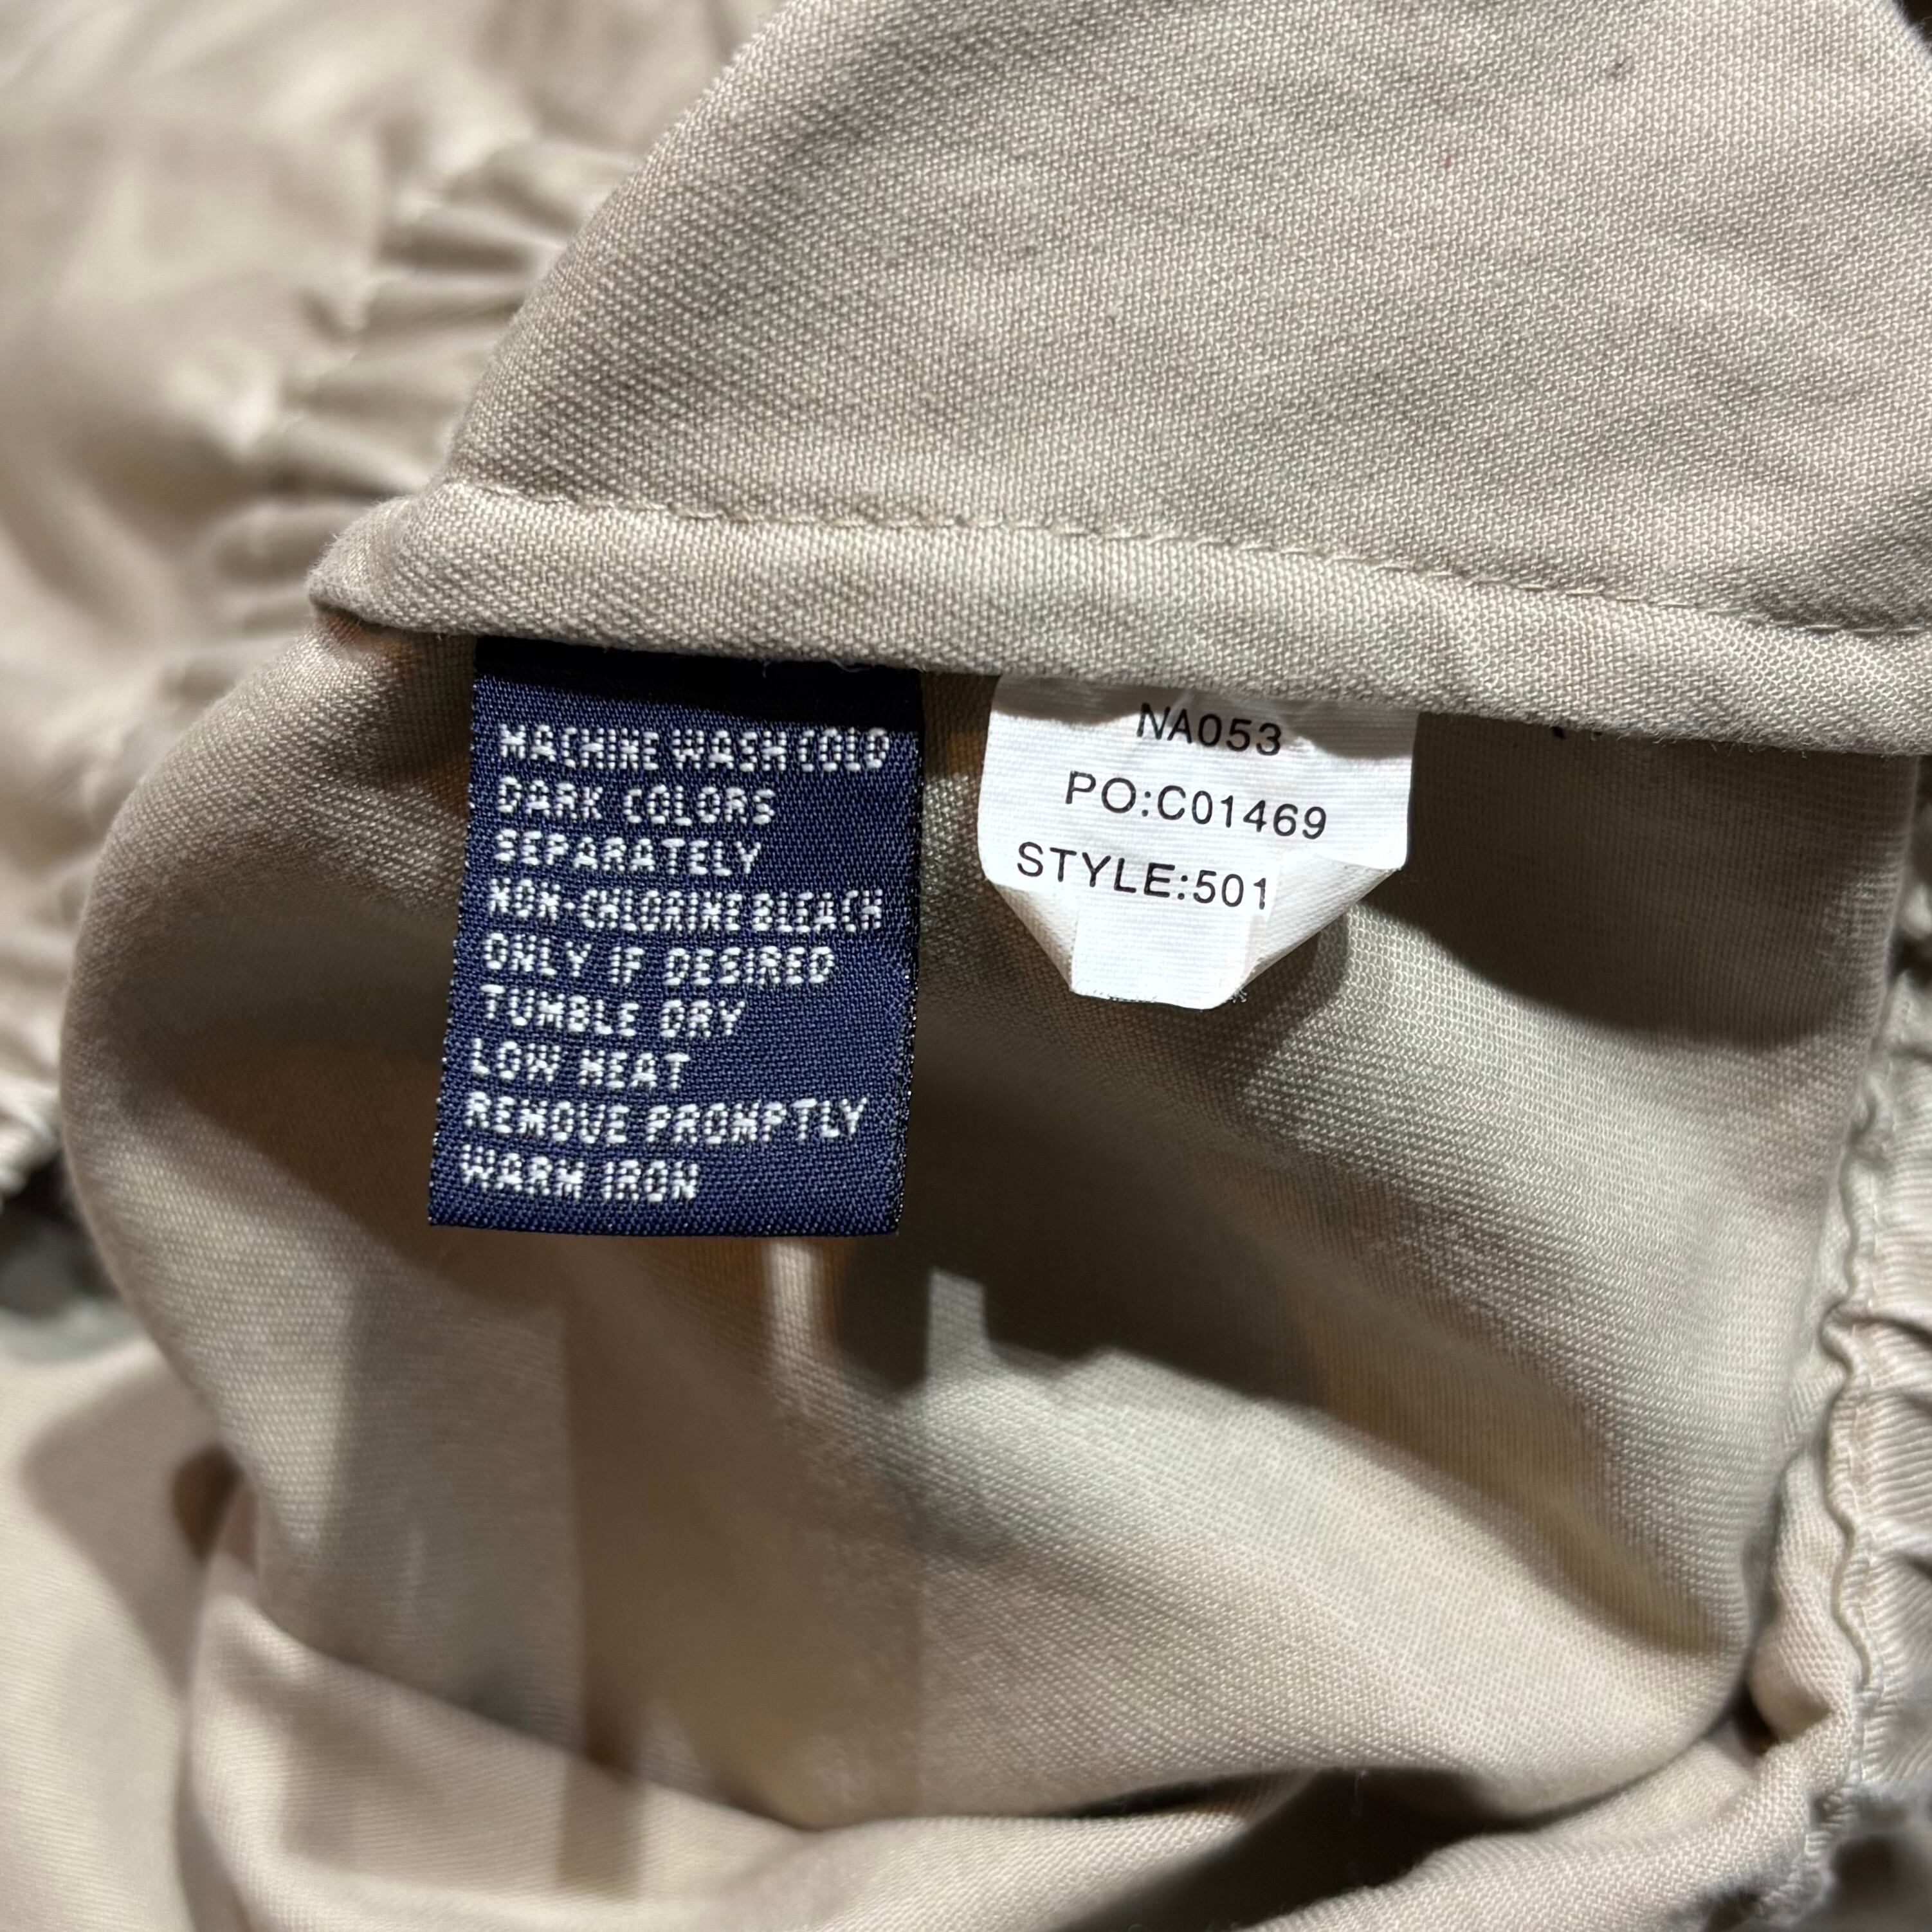 MACHINE WASH COLD
DARK COLORS
SEPARATELY
NON-CHLORINE BLEACH
ONLY IF DESIRED
TUMBLE DRY
LOW HEAT
REMOVE PROMPTLY
WARM IRON
NA053
PO:C01469
STYLE:501